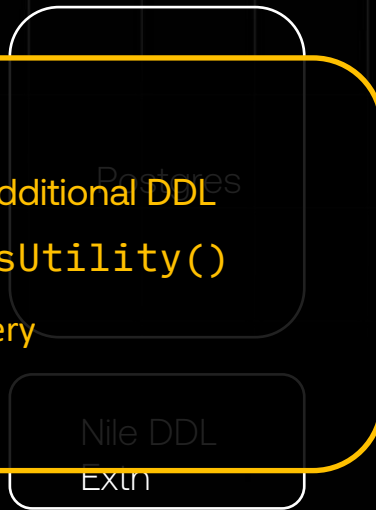 Postgres
dditional DDL
sUtility()
ery
Nile DDL
Extn